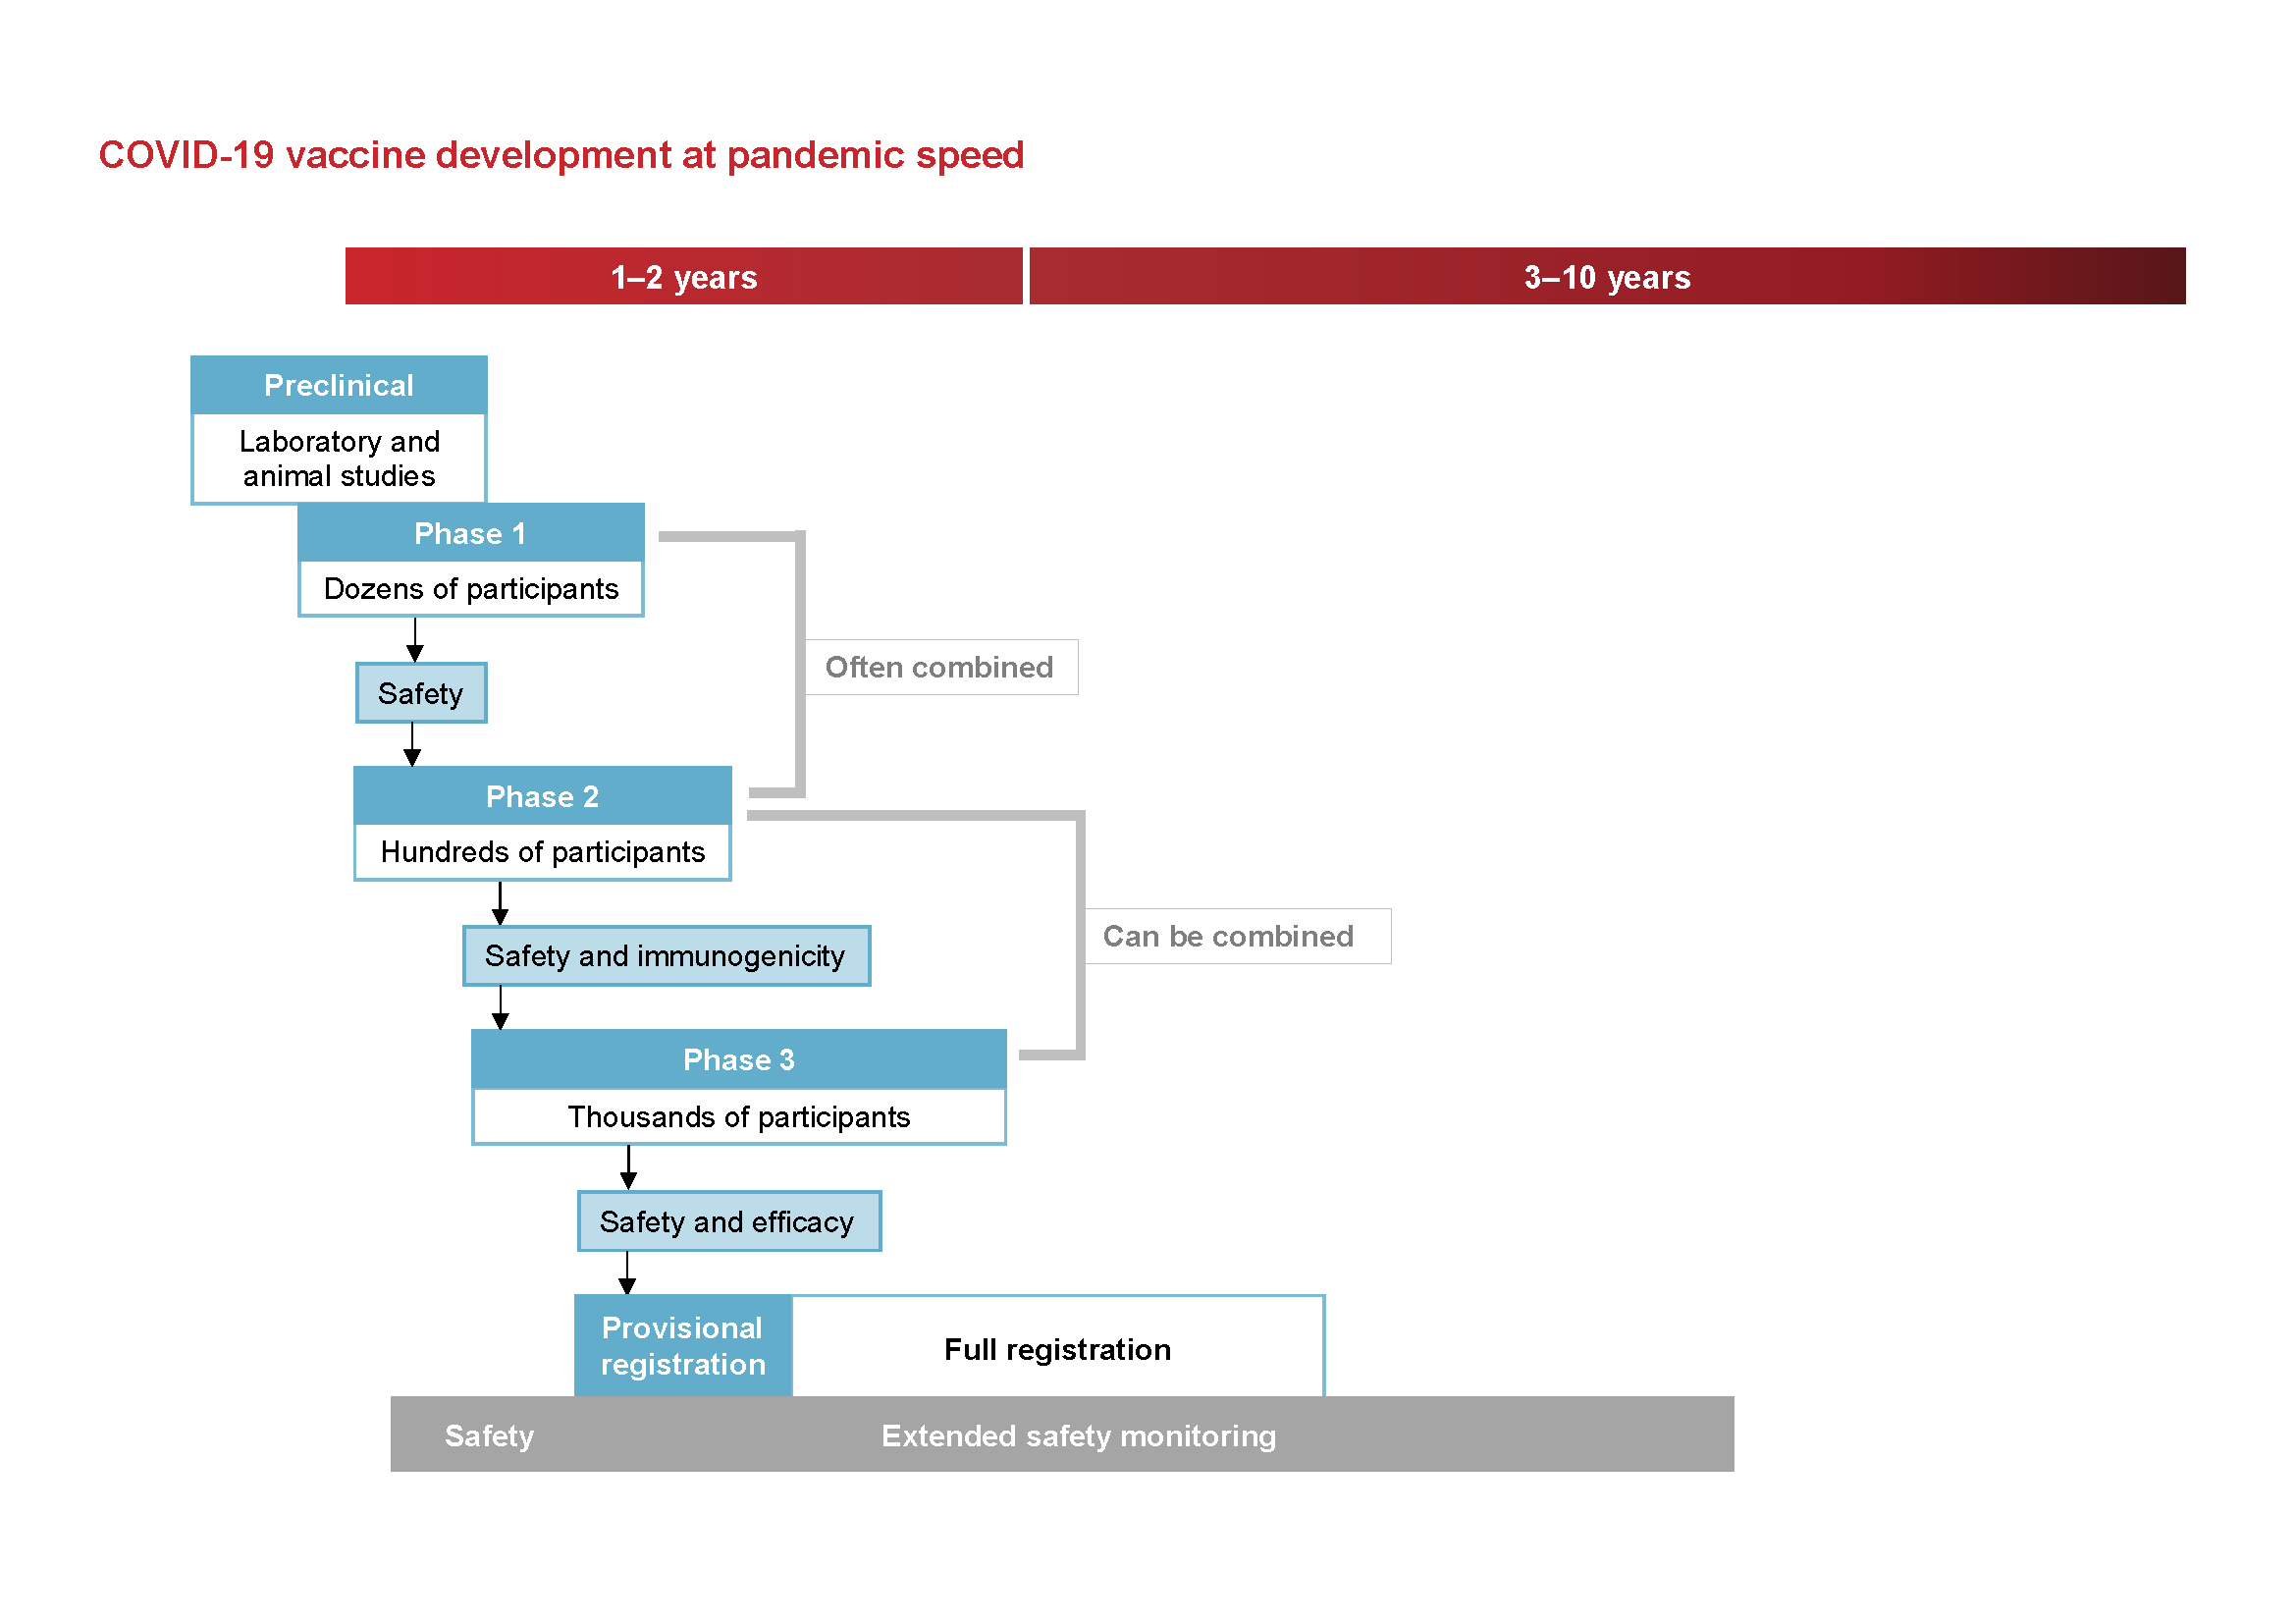 COVID-19 vaccine development at pandemic speed
1–2 years
3–10 years
Preclinical
Laboratory and
animal studies
Phase 1
Dozens of participants
Often combined
Safety
Phase 2
Hundreds of participants
Can be combined
Safety and immunogenicity
Phase 3
Thousands of participants
Safety and efficacy
Provisional
registration
Full registration
Safety
Extended safety monitoring